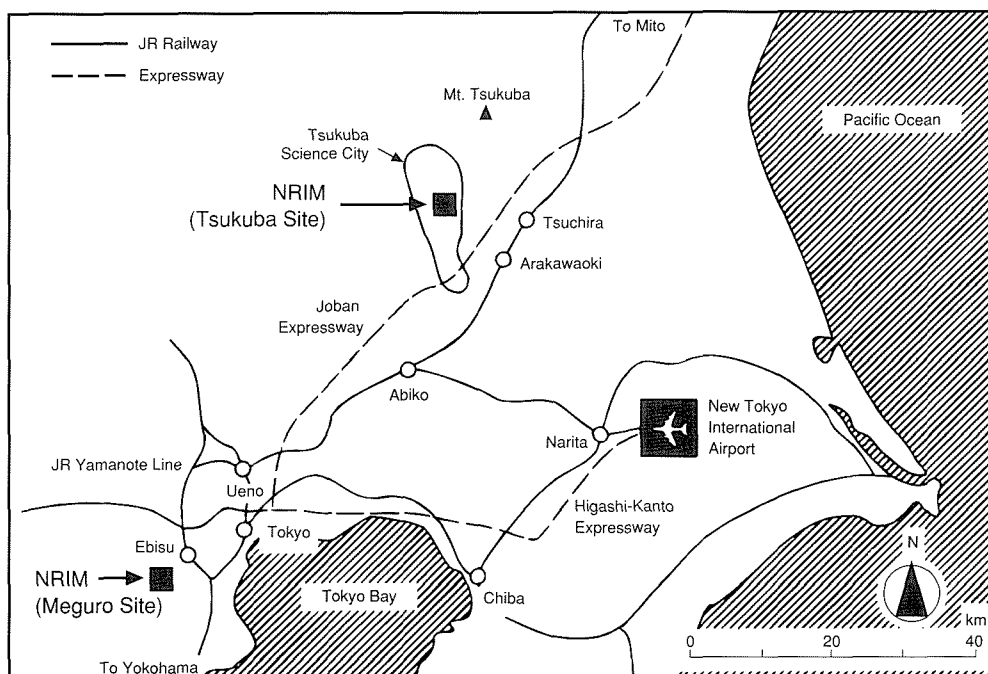 JR Railway
Expressway
To Mito
Mt. Tsukuba
Pacific Ocean
Tsukuba
Science City
NRIM
(Tsukuba Site)
Tsuchira
Arakawaoki
Joban
Expressway
Abiko
New Tokyo
International
Airport
Narita
JR Yamanote Line
Ueno
Higashi-Kanto
Expressway
Tokyo
Ebisu
N
NRIM
(Meguro Site)
Tokyo Bay
Chiba
km
0 20 40
To Yokohama